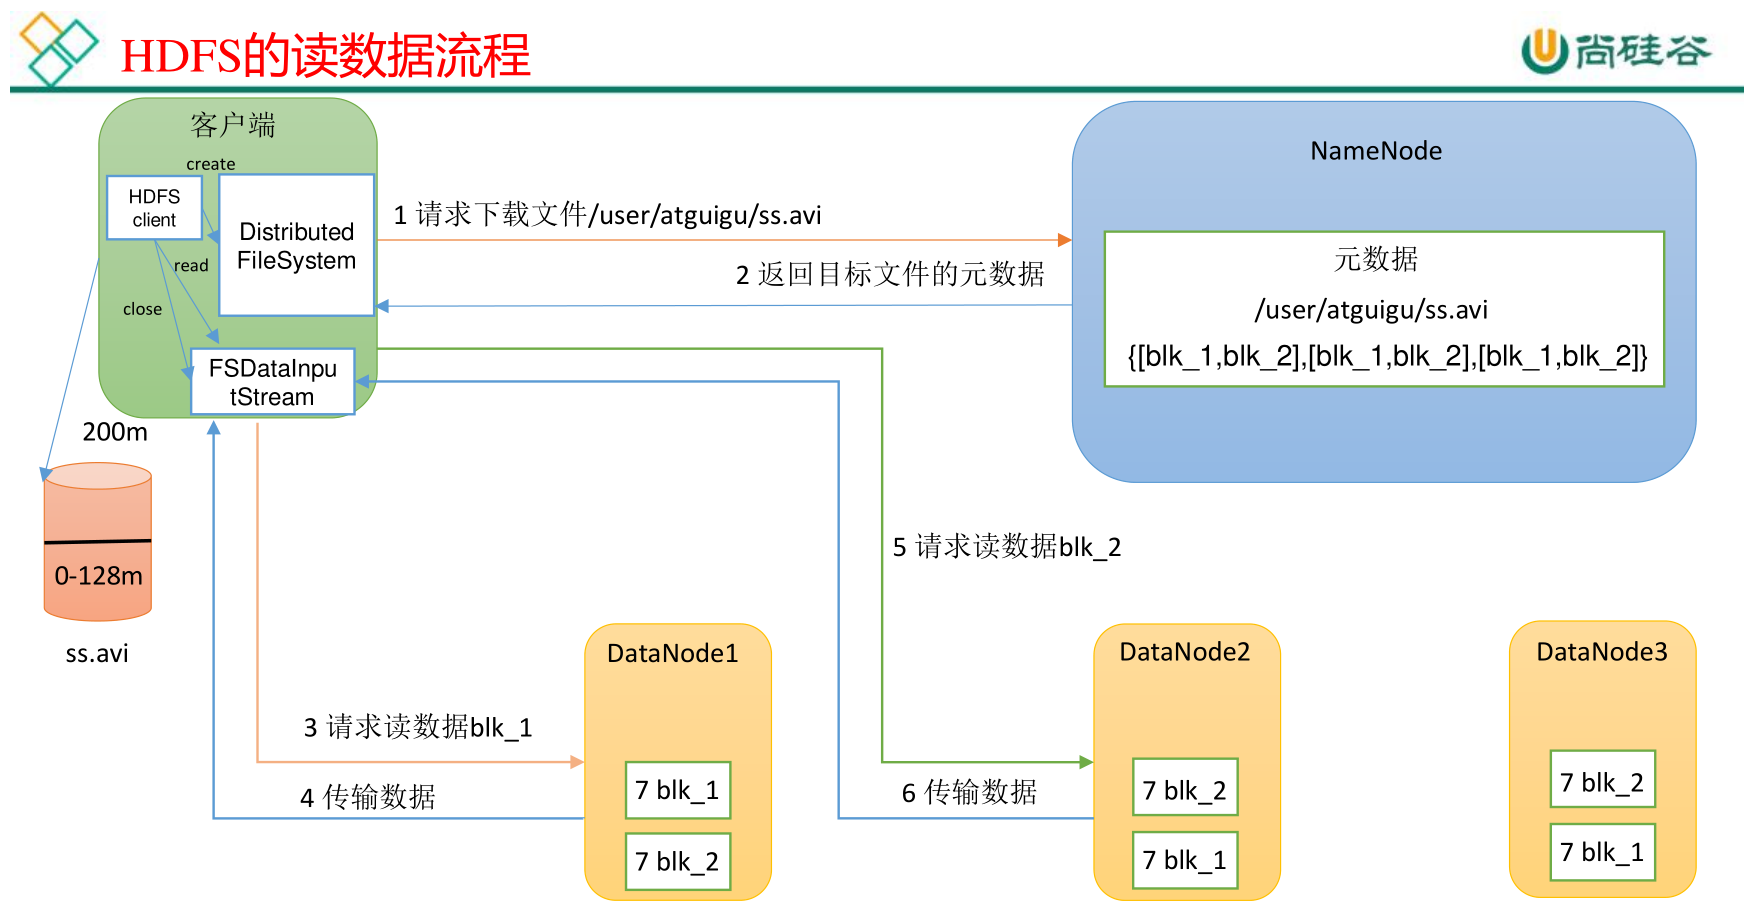 HDFS的读数据流程
尚硅谷
客户端
create
HDFS
client
Distributed
FileSystem
read
close
FSDataInpu
tStream
1 请求下载文件/user/atguigu/ss.avi
2 返回目标文件的元数据
NameNode
元数据
/user/atguigu/ss.avi
{[blk_1,blk_2],[blk_1,blk_2],[blk_1,blk_2]}
200m
0-128m
ss.avi
5 请求读数据blk_2
3 请求读数据blk_1
4 传输数据
6 传输数据
DataNode1
7 blk_1
7 blk_2
DataNode2
7 blk_2
7 blk_1
DataNode3
7 blk_2
7 blk_1